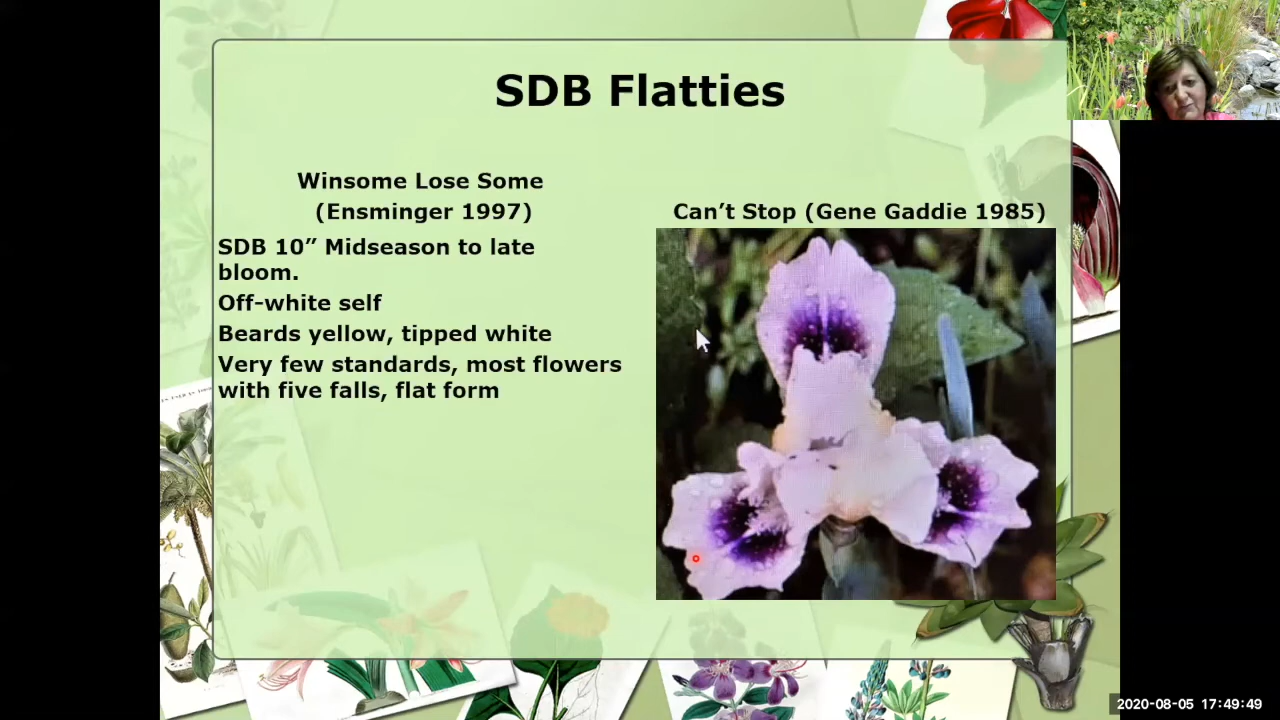 SDB Flatties
Winsome Lose Some
(Ensminger 1997)
SDB 10” Midseason to late
bloom.
Off-white self
Beards yellow, tipped white
Very few standards, most flowers
with five falls, flat form
Can’t Stop (Gene Gaddie 1985)
2020-08-05 17:49:49